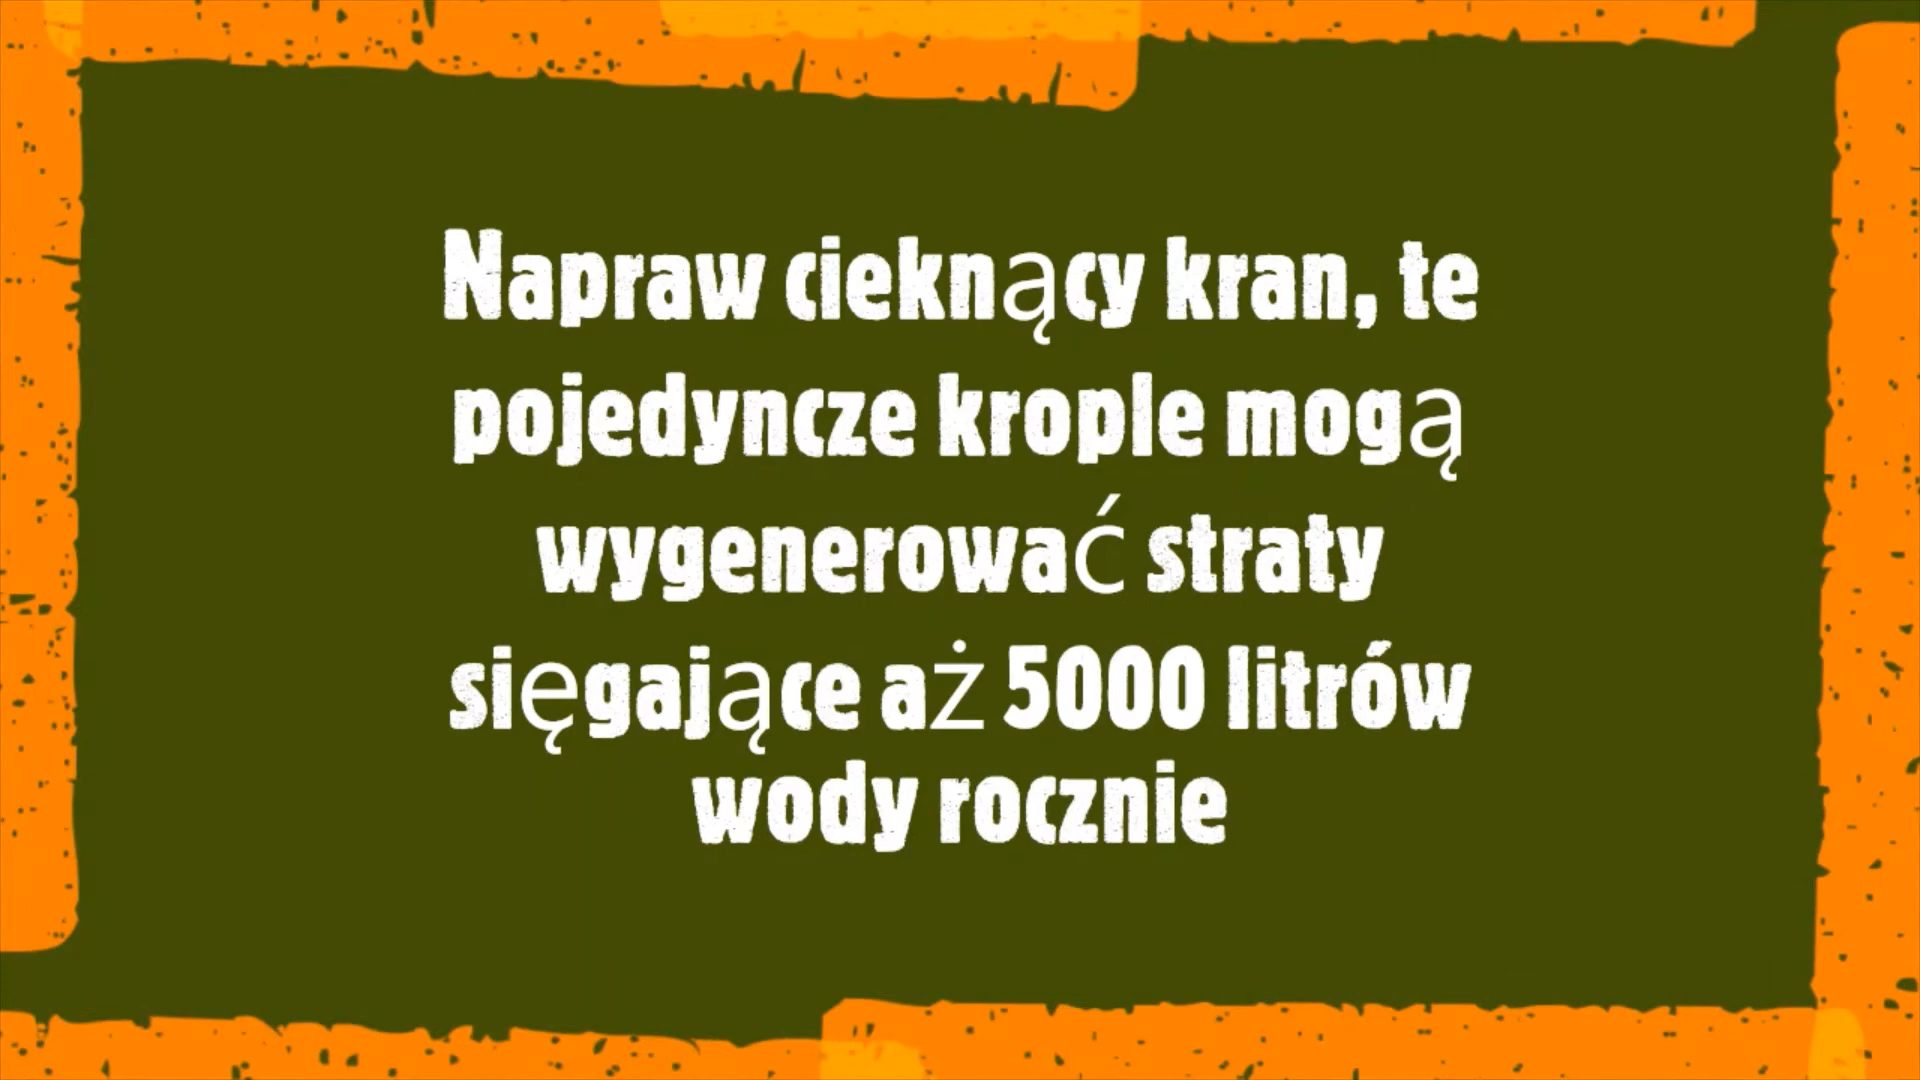 Napraw cieknący kran, te
pojedyncze krople mogą
wygenerować straty
sięgające aż 5000 litrów
wody rocznie